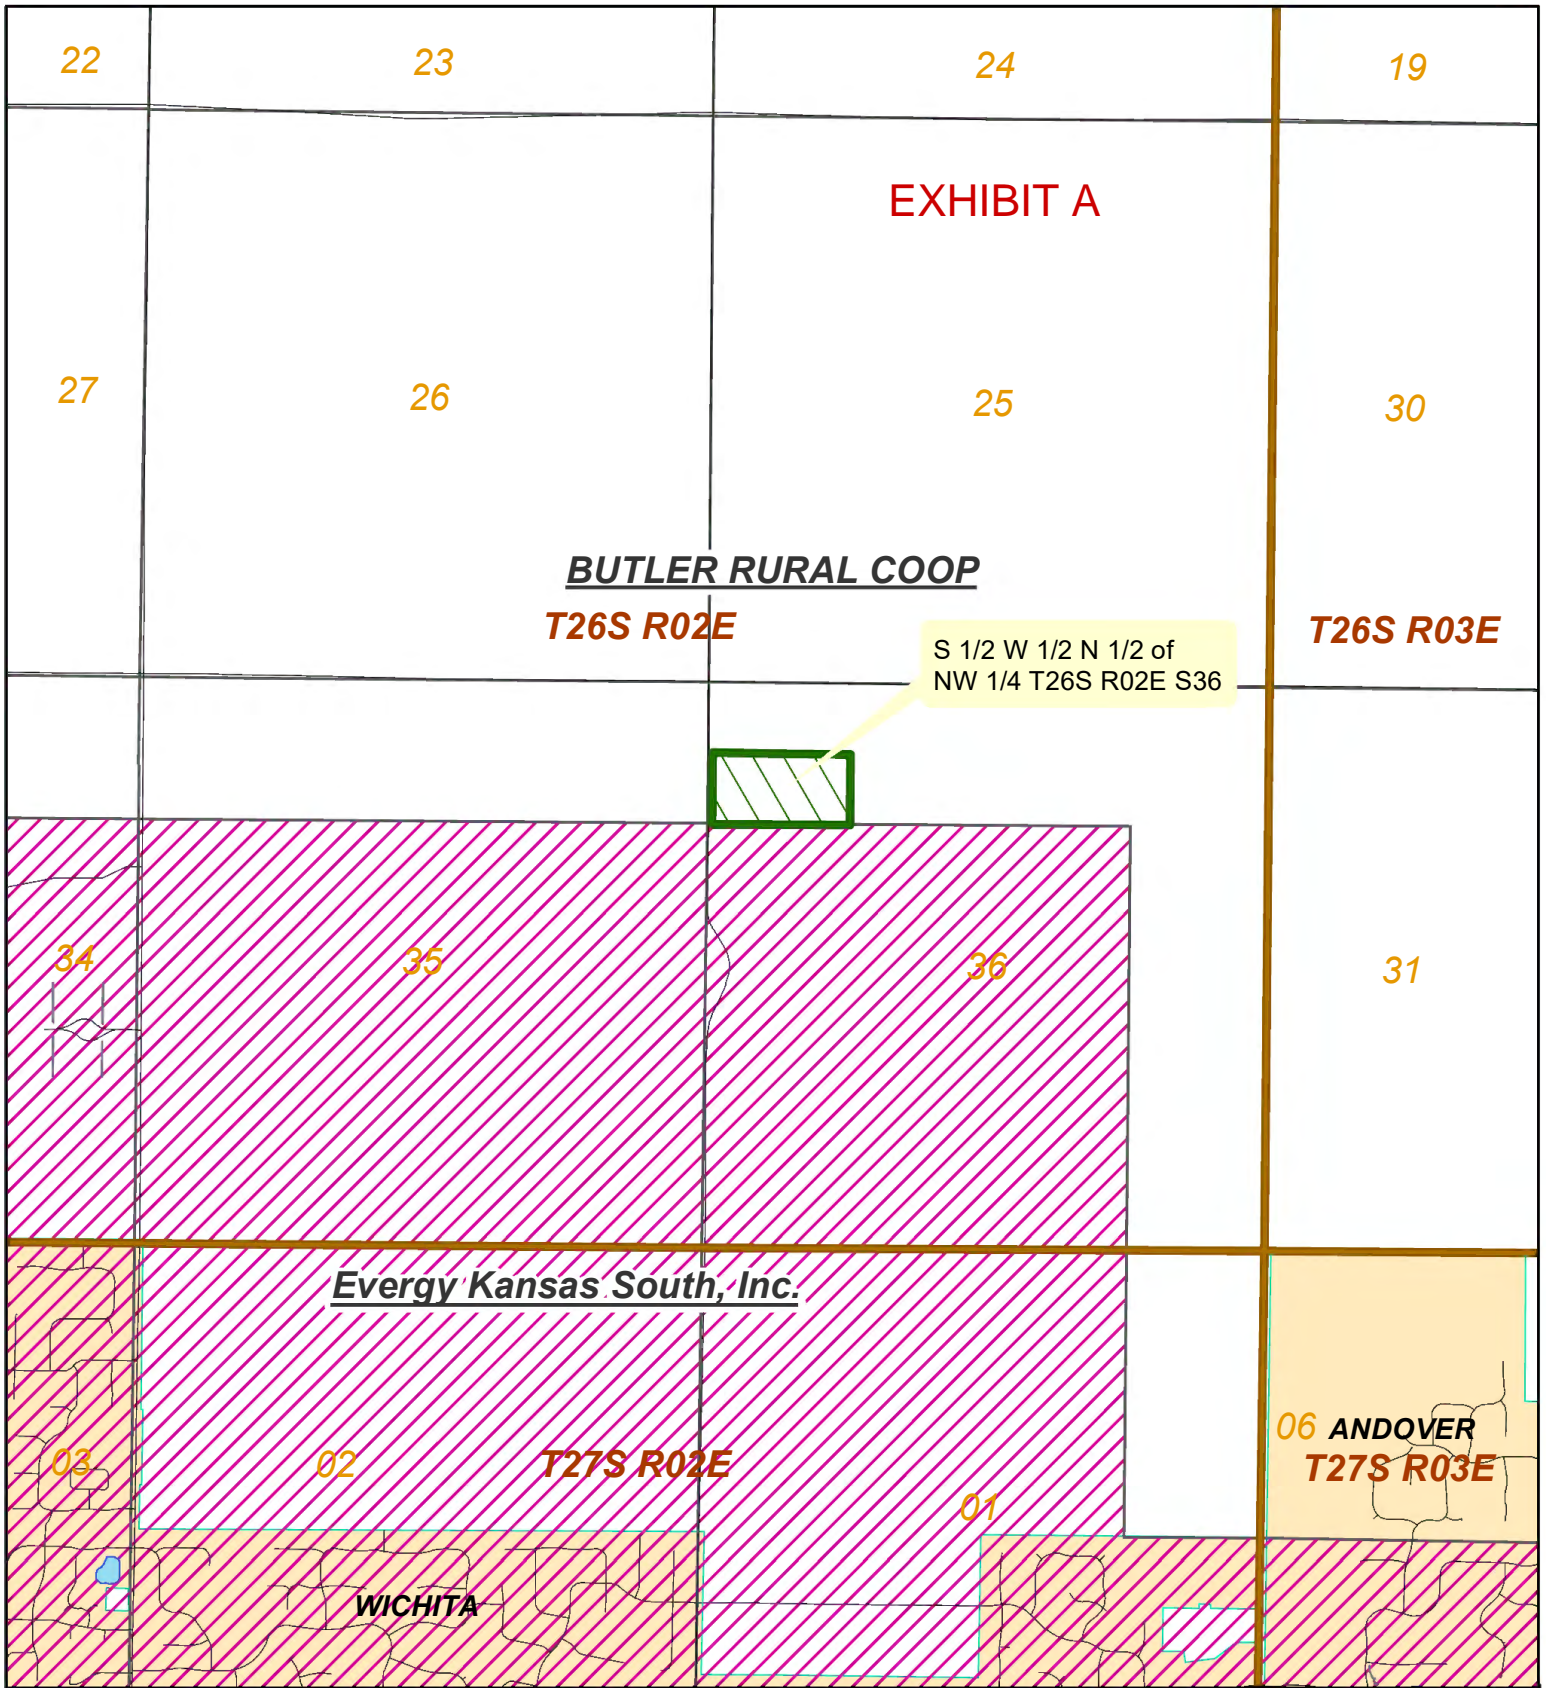 22 23 24 19
EXHIBIT A
27 26 25 30
BUTLER RURAL COOP
T26S R02E T26S R03E
S 1/2 W 1/2 N 1/2 of
NW 1/4 T26S R02E S36
34 35 36 31
Evergy Kansas South, Inc.
06 ANDOVER
03 02 T27S R02E T27S R03E
01
WICHITA